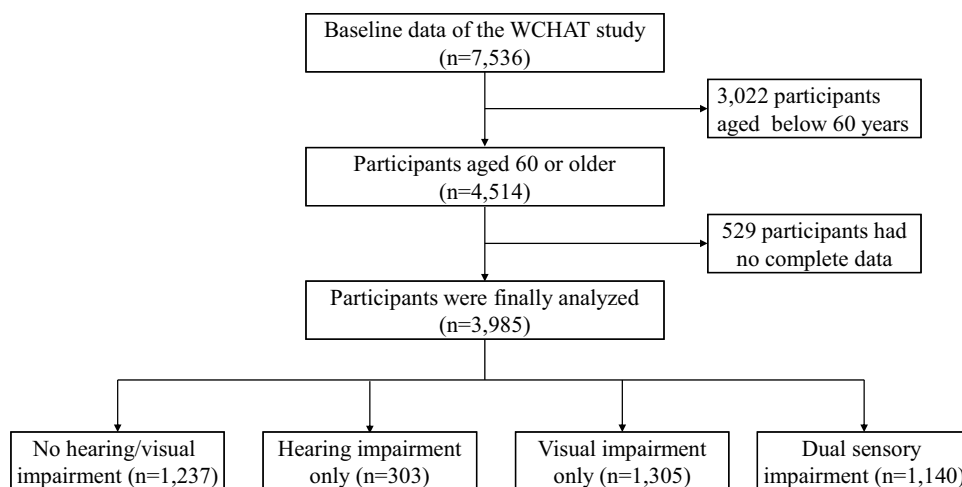 Baseline data of the WCHAT study
(n=7,536)
3,022 participants
aged below 60 years
Participants aged 60 or older
(n=4,514)
529 participants had
no complete data
Participants were finally analyzed
(n=3,985)
No hearing/visual
impairment (n=1,237)
Hearing impairment
only (n=303)
Visual impairment
only (n=1,305)
Dual sensory
impairment (n=1,140)